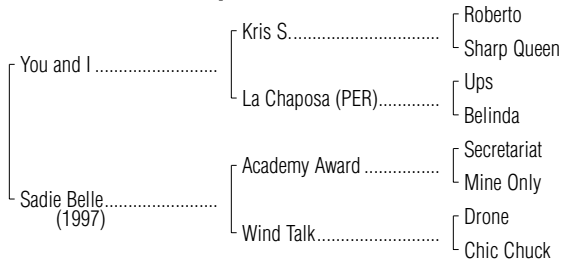 Roberto
Kris S.
Sharp Queen
You and I
Ups
La Chaposa (PER)
Belinda
Secretariat
Academy Award
Mine Only
Sadie Belle
(1997)
Drone
Wind Talk
Chic Chuck